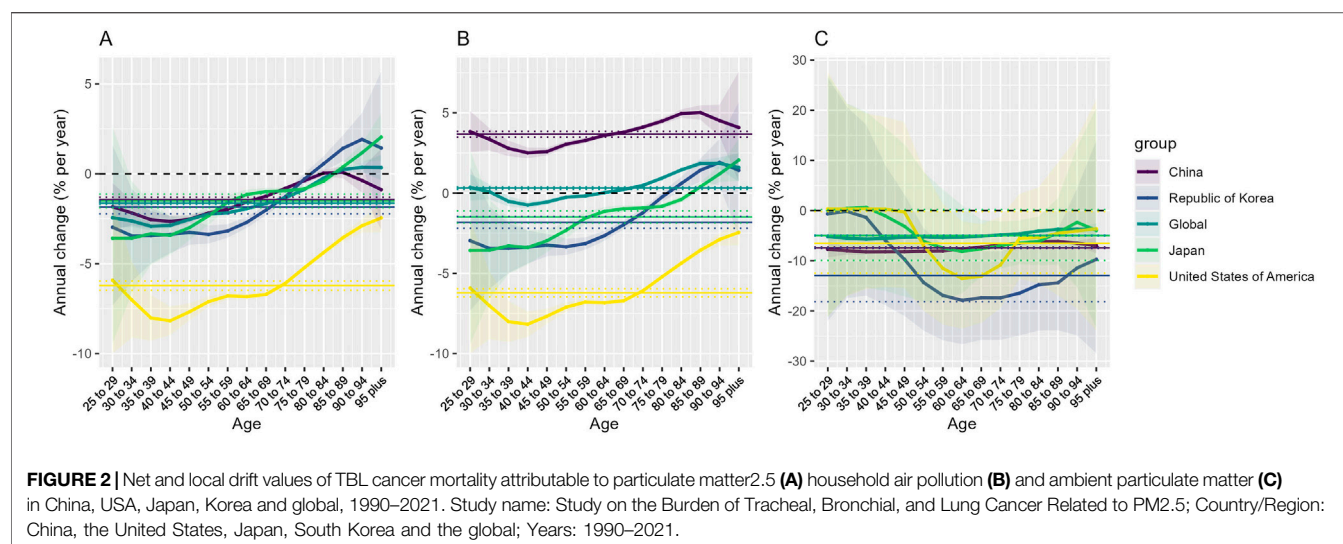 A
B
C
Annual change (% per year)
5
0
-5
-10
25 to 29
30 to 34
35 to 39
40 to 44
45 to 49
50 to 54
55 to 59
60 to 64
65 to 69
70 to 74
75 to 79
80 to 84
85 to 89
90 to 94
95 plus
Age
Annual change (% per year)
5
0
-5
-10
25 to 29
30 to 34
35 to 39
40 to 44
45 to 49
50 to 54
55 to 59
60 to 64
65 to 69
70 to 74
75 to 79
80 to 84
85 to 89
90 to 94
95 plus
Age
Annual change (% per year)
30
20
10
0
-10
-20
-30
25 to 29
30 to 34
35 to 39
40 to 44
45 to 49
50 to 54
55 to 59
60 to 64
65 to 69
70 to 74
75 to 79
80 to 84
85 to 89
90 to 94
95 plus
Age
group
China
Republic of Korea
Global
Japan
United States of America
FIGURE 2 | Net and local drift values of TBL cancer mortality attributable to particulate matter2.5 (A) household air pollution (B) and ambient particulate matter (C)
in China, USA, Japan, Korea and global, 1990–2021. Study name: Study on the Burden of Tracheal, Bronchial, and Lung Cancer Related to PM2.5; Country/Region:
China, the United States, Japan, South Korea and the global; Years: 1990–2021.